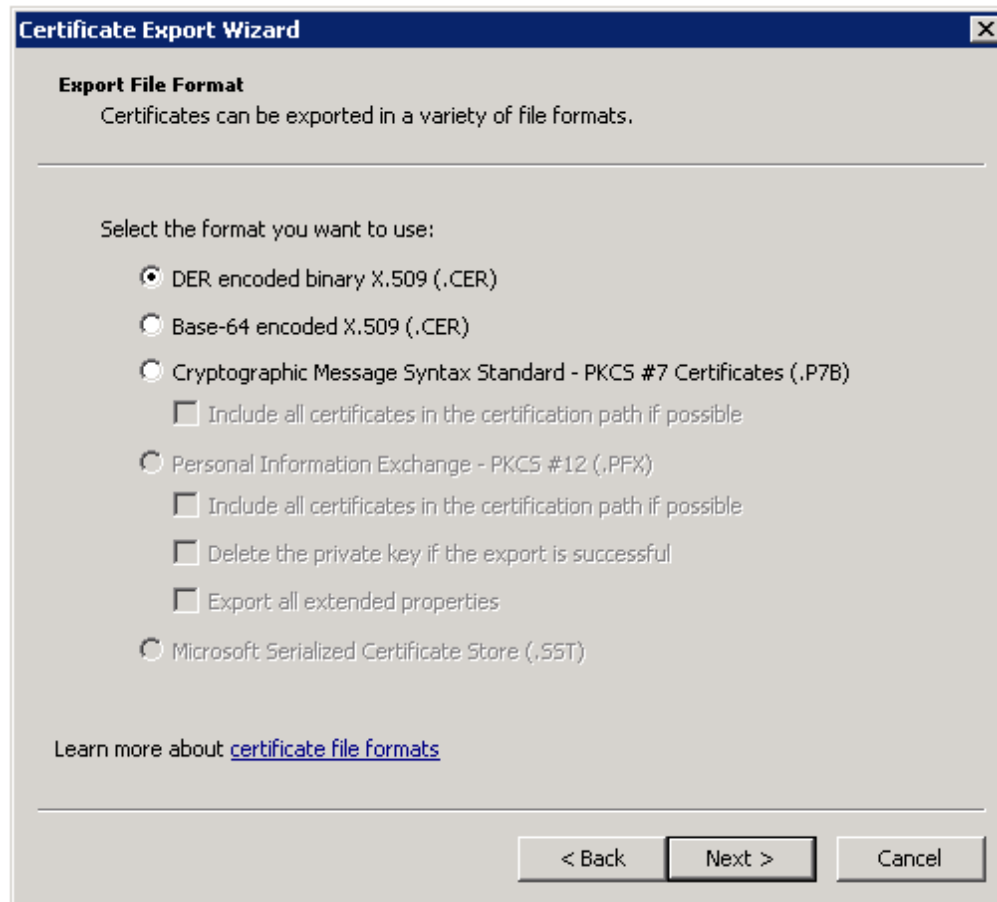 Certificate Export Wizard
Export File Format
Certificates can be exported in a variety of file formats.
Select the format you want to use:
DER encoded binary X.509 (.CER)
Base-64 encoded X.509 (.CER)
Cryptographic Message Syntax Standard - PKCS #7 Certificates (.P7B)
Include all certificates in the certification path if possible
Personal Information Exchange - PKCS #12 (.PFX)
Include all certificates in the certification path if possible
Delete the private key if the export is successful
Export all extended properties
Microsoft Serialized Certificate Store (.SST)
Learn more about certificate file formats
< Back Next > Cancel